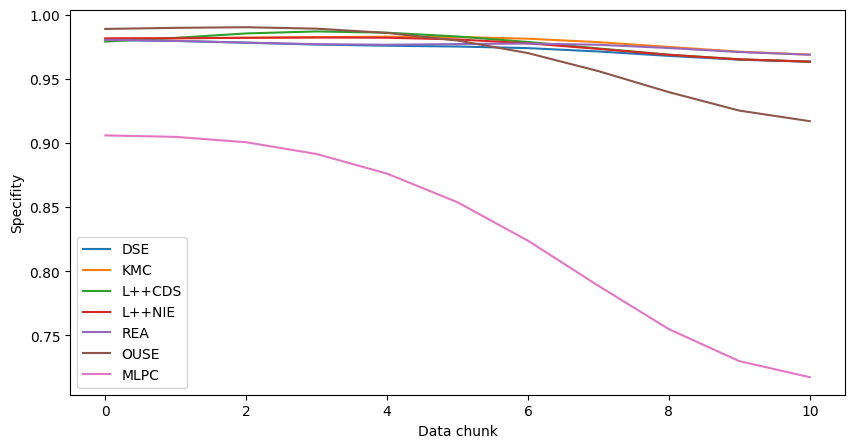 1.00
0.95
0.90
0.85
0.80
0.75
Specifity
DSE
KMC
L++CDS
L++NIE
REA
OUSE
MLPC
0 2 4 6 8 10
Data chunk